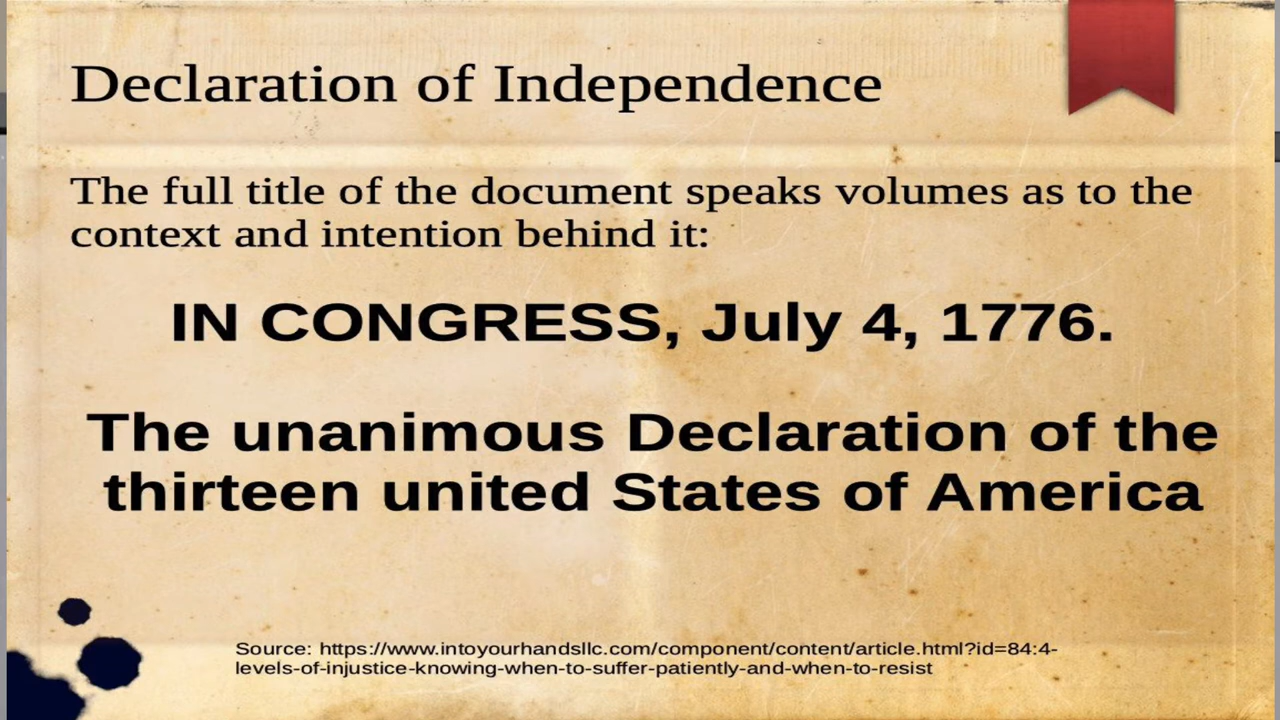 Declaration of Independence
The full title of the document speaks volumes as to the
context and intention behind it:
IN CONGRESS, July 4, 1776.
The unanimous Declaration of the
thirteen united States of America
Source: https://www.intoyourhandsllc.com/component/content/article.html?id=84:4-
levels-of-injustice-knowing-when-to-suffer-patiently-and-when-to-resist